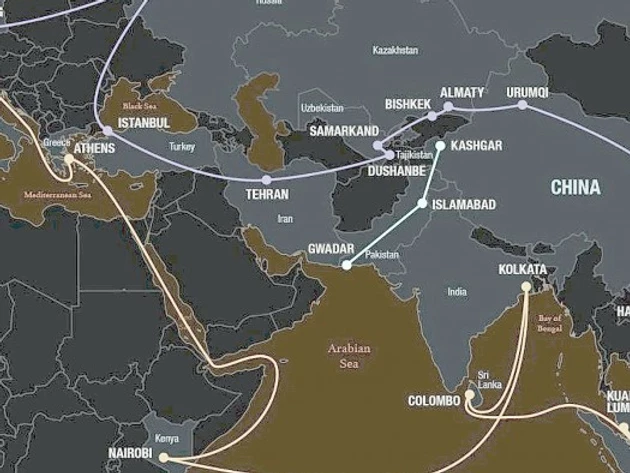 Russia
Kazakhstan
Black Sea
ISTANBUL
Uzbekistan
BISHKEK
ALMATY
URUMQI
SAMARKAND
Greece
ATHENS
Turkey
Tajikistan
KASHGAR
DUSHANBE
Mediterranean Sea
TEHRAN
CHINA
ISLAMABAD
Iran
GWADAR
Pakistan
KOLKATA
India
Bay of
Bengal
HA
Arabian
Sea
Sri
Lanka
COLOMBO
KUA
LUM
Kenya
NAIROBI